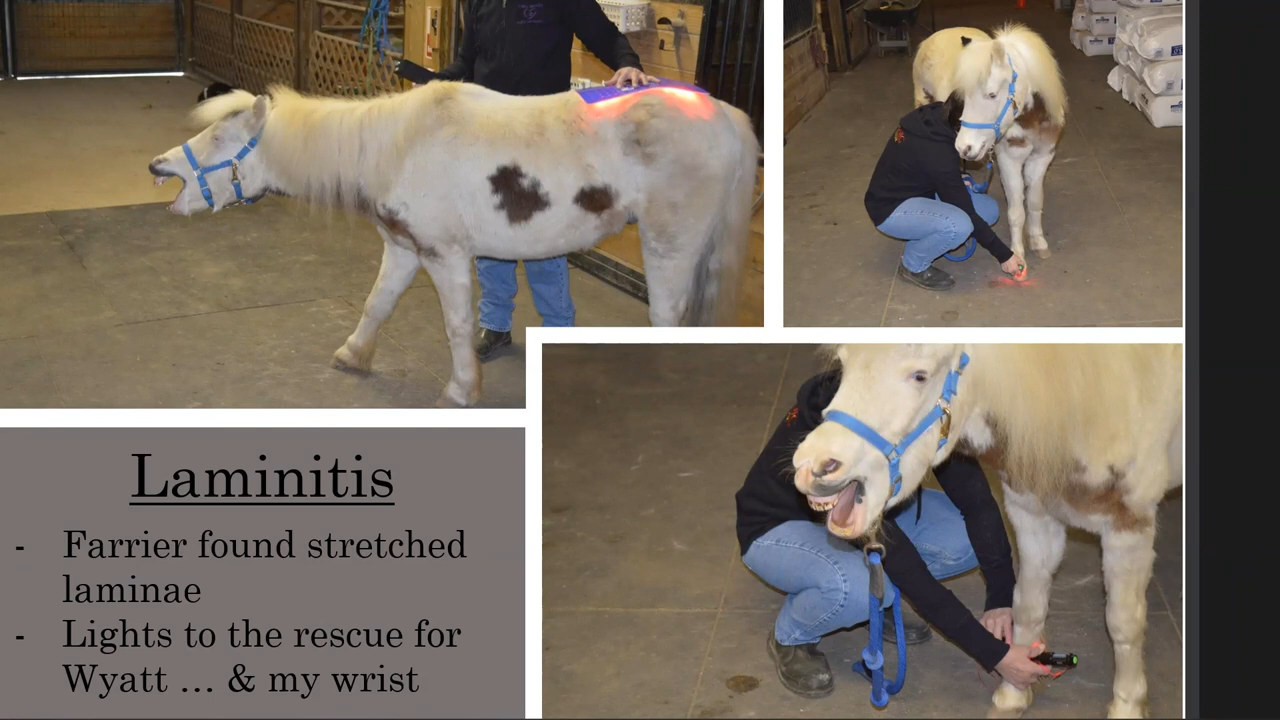 Laminitis
- Farrier found stretched
laminae
- Lights to the rescue for
Wyatt … & my wrist